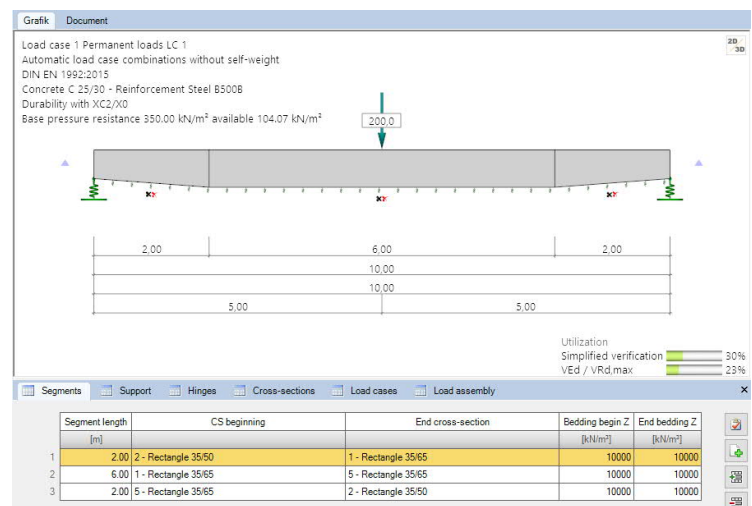 Grafik Document
Load case 1 Permanent loads LC 1
Automatic load case combinations without self-weight
DIN EN 1992:2015
Concrete C 25/30 - Reinforcement Steel B500B
Durability with XC2/X0
Base pressure resistance 350.00 kN/m² available 104.07 kN/m²
2D/3D
200,0
2,00 6,00 2,00
10,00
10,00
5,00 5,00
Utilization
Simplified verification 30%
VEd / VRd,max 23%
Segments Support Hinges Cross-sections Load cases Load assembly ×
Segment length CS beginning End cross-section Bedding begin Z End bedding Z
[m] [kN/m³] [kN/m³]
1 2.00 2 - Rectangle 35/50 1 - Rectangle 35/65 10000 10000
2 6.00 1 - Rectangle 35/65 5 - Rectangle 35/65 10000 10000
3 2.00 5 - Rectangle 35/65 2 - Rectangle 35/50 10000 10000